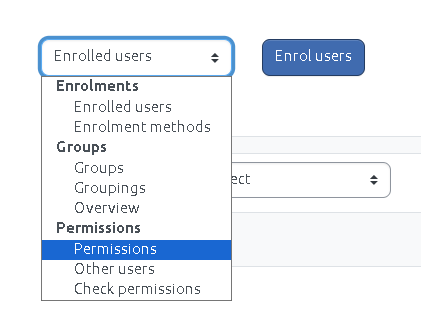 Enrolled users
Enrol users
Enrolments
Enrolled users
Enrolment methods
Groups
Groups
Groupings
Overview
ect
Permissions
Permissions
Other users
Check permissions